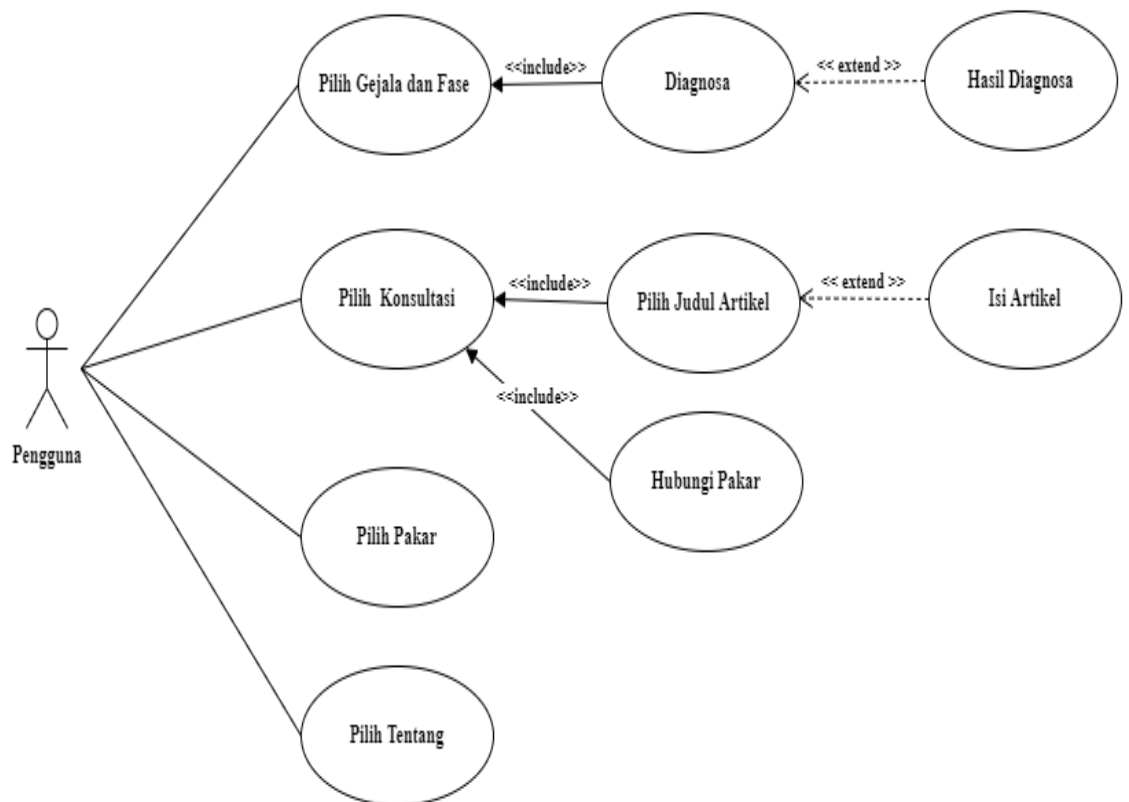 Pilih Gejala dan Fase
<<include>>
Diagnosa
<< extend >>
Hasil Diagnosa
Pilih Konsultasi
<<include>>
Pilih Judul Artikel
<< extend >>
Isi Artikel
<<include>>
Hubungi Pakar
Pengguna
Pilih Pakar
Pilih Tentang